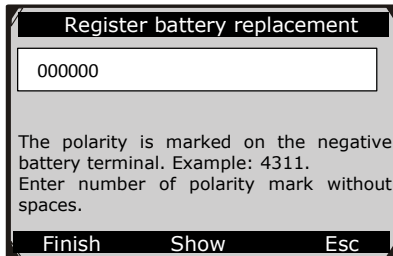 Register battery replacement
000000
The polarity is marked on the negative
battery terminal. Example: 4311.
Enter number of polarity mark without
spaces.
Finish Show Esc